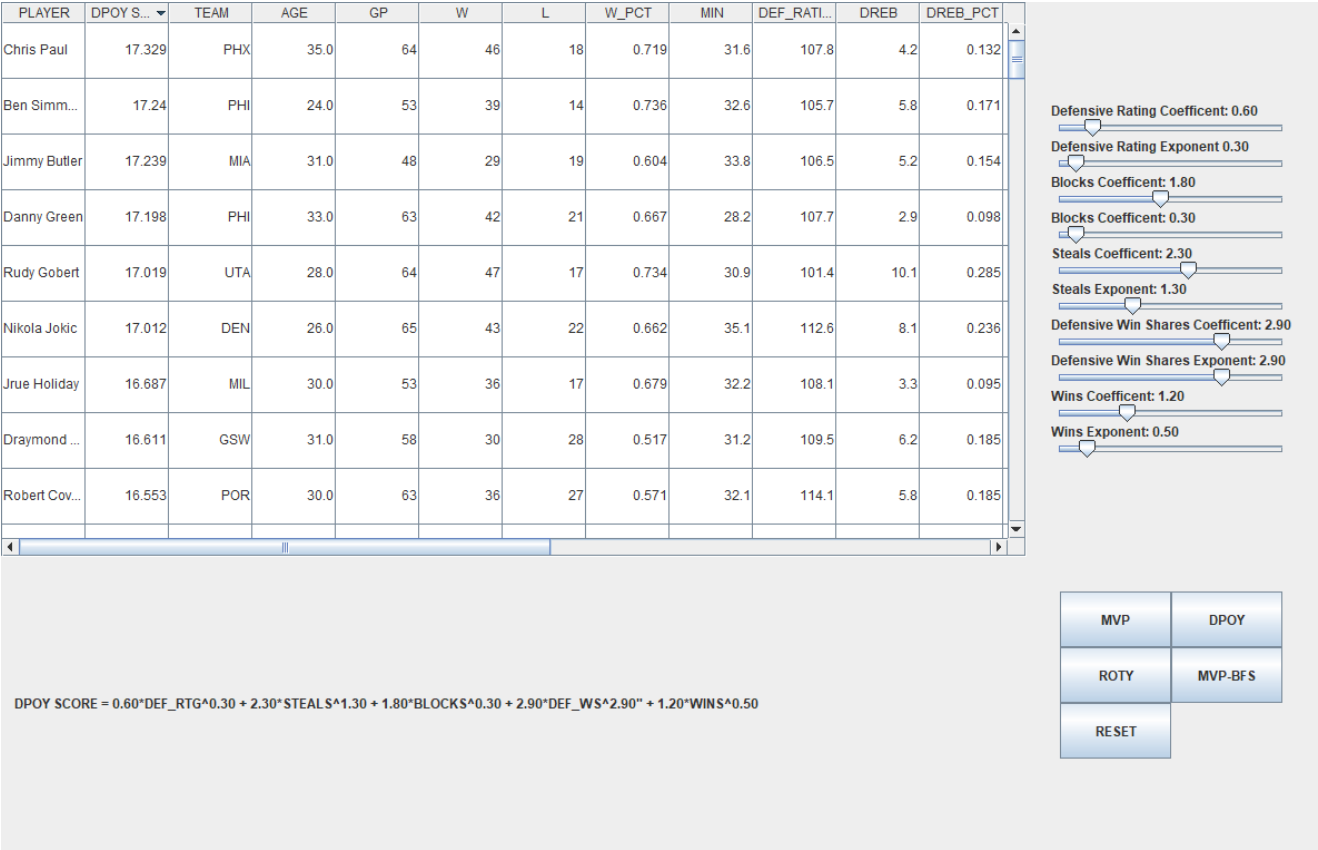 PLAYER DPOY S... TEAM AGE GP W L W_PCT MIN DEF_RATI... DREB DREB_PCT
Chris Paul 17.329 PHX 35.0 64 46 18 0.719 31.6 107.8 4.2 0.132
Ben Simm... 17.24 PHI 24.0 53 39 14 0.736 32.6 105.7 5.8 0.171
Jimmy Butler 17.239 MIA 31.0 48 29 19 0.604 33.8 106.5 5.2 0.154
Danny Green 17.198 PHI 33.0 63 42 21 0.667 28.2 107.7 2.9 0.098
Rudy Gobert 17.019 UTA 28.0 64 47 17 0.734 30.9 101.4 10.1 0.285
Nikola Jokic 17.012 DEN 26.0 65 43 22 0.662 35.1 112.6 8.1 0.236
Jrue Holiday 16.687 MIL 30.0 53 36 17 0.679 32.2 108.1 3.3 0.095
Draymond ... 16.611 GSW 31.0 58 30 28 0.517 31.2 109.5 6.2 0.185
Robert Cov... 16.553 POR 30.0 63 36 27 0.571 32.1 114.1 5.8 0.185
Defensive Rating Coefficent: 0.60
Defensive Rating Exponent 0.30
Blocks Coefficent: 1.80
Blocks Coefficent: 0.30
Steals Coefficent: 2.30
Steals Exponent: 1.30
Defensive Win Shares Coefficent: 2.90
Defensive Win Shares Exponent: 2.90
Wins Coefficent: 1.20
Wins Exponent: 0.50
MVP DPOY
ROTY MVP-BFS
RESET
DPOY SCORE = 0.60*DEF_RTG^0.30 + 2.30*STEALS^1.30 + 1.80*BLOCKS^0.30 + 2.90*DEF_WS^2.90" + 1.20*WINS^0.50